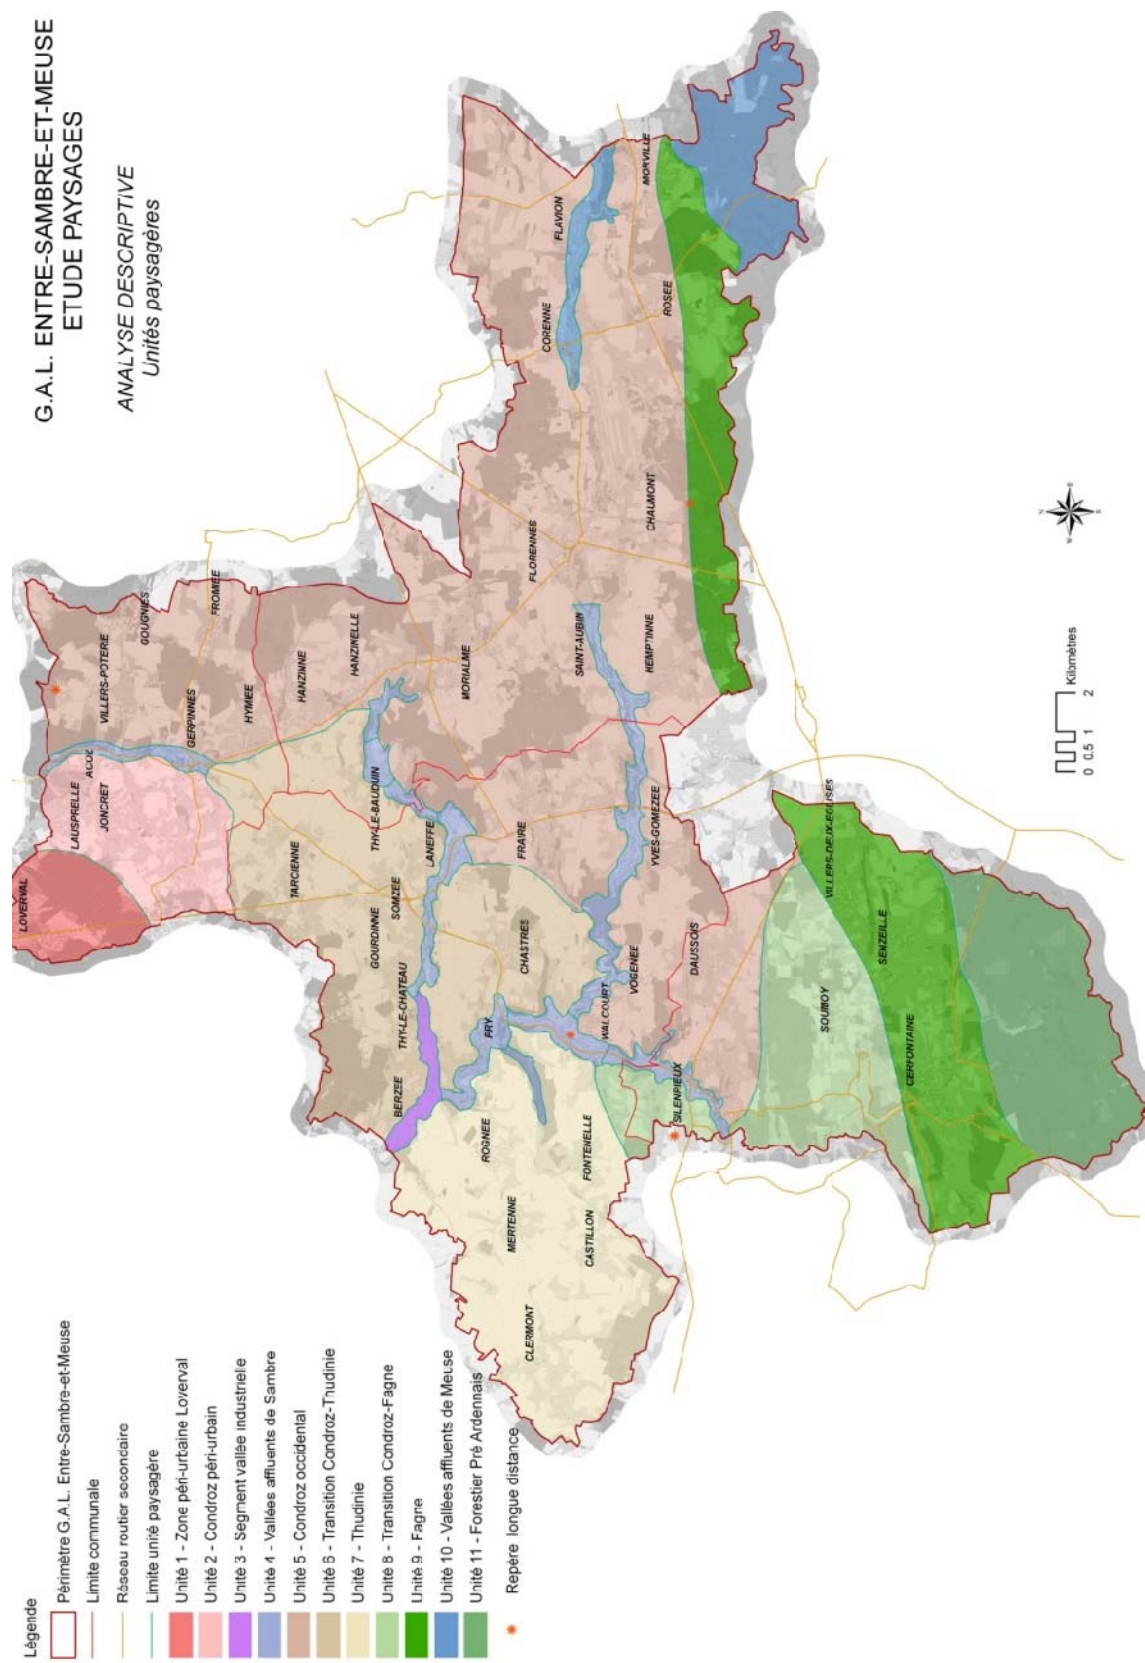 G.A.L. ENTRE-SAMBRE-ET-MEUSE
ETUDE PAYSAGES
ANALYSE DESCRIPTIVE
Unités paysagères
LOVERVAL
LAUSPRELLE
JONCRET
ACOZ
VILLERS-POTERIE
GOUGNIES
GERPINNES
FROMIEE
HYMIEE
HANZINNE
HANZINELLE
TARCIENNE
THY-LE-BAUDUIN
MORIALME
GOURDINNE
SOMZEE
LANEFFE
FRAIRE
THY-LE-CHATEAU
CHASTRES
BERZEE
PRY
ROGNEE
MERTENNE
CLERMONT
FONTENELLE
CASTILLON
WALCOURT
VOGENEE
YVES-GOMEZEE
DAUSSOIS
SILENRIEUX
SAINT-AUBIN
HEMPTINNE
FLORENNES
CHAUMONT
CORENNE
FLAVION
ROSEE
MORVILLE
SOUMOY
SENZEILLE
CERFONTAINE
VILLERS-DEUX-EGLISES
N
E
S
Kilomètres
0 0.5 1 2
Légende
Périmètre G.A.L. Entre-Sambre-et-Meuse
Limite communale
Réseau routier secondaire
Limite unité paysagère
Unité 1 - Zone péri-urbaine Loverval
Unité 2 - Condroz péri-urbain
Unité 3 - Segment vallée industrielle
Unité 4 - Vallées affluents de Sambre
Unité 5 - Condroz occidental
Unité 6 - Transition Condroz-Thudinie
Unité 7 - Thudinie
Unité 8 - Transition Condroz-Fagne
Unité 9 - Fagne
Unité 10 - Vallées affluents de Meuse
Unité 11 - Forestier Pré Ardennais
Repère longue distance